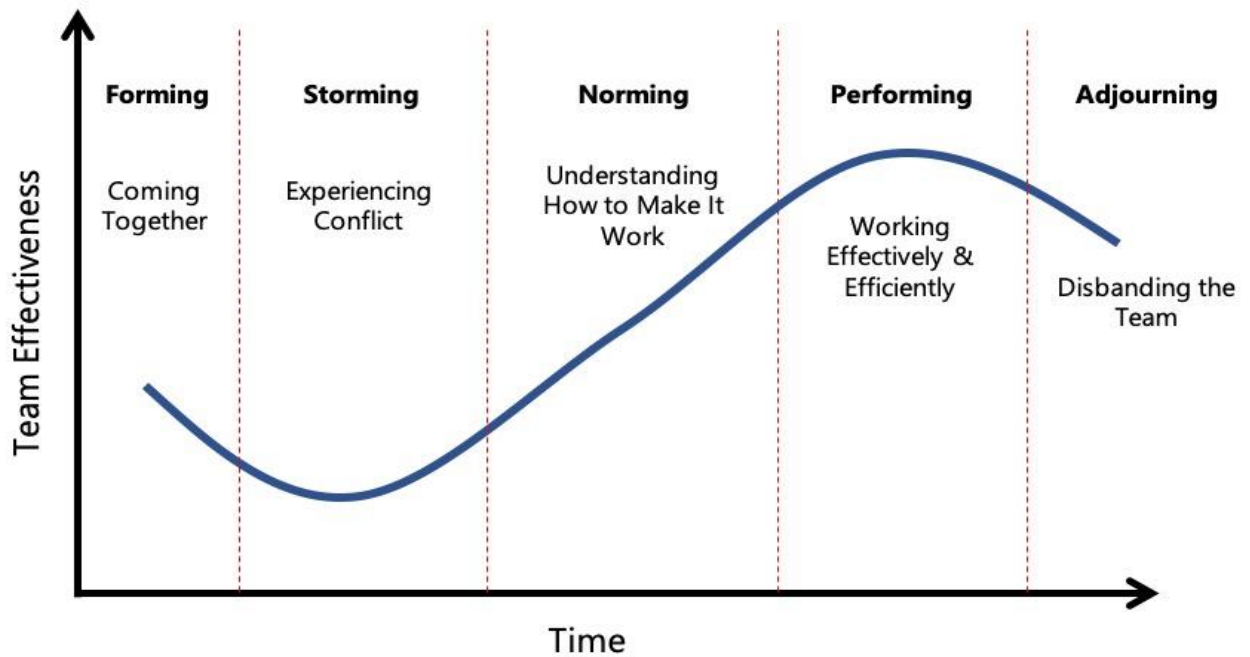 Forming
Storming
Norming
Performing
Adjourning
Coming
Together
Experiencing
Conflict
Understanding
How to Make It
Work
Working
Effectively &
Efficiently
Disbanding the
Team
Team Effectiveness
Time